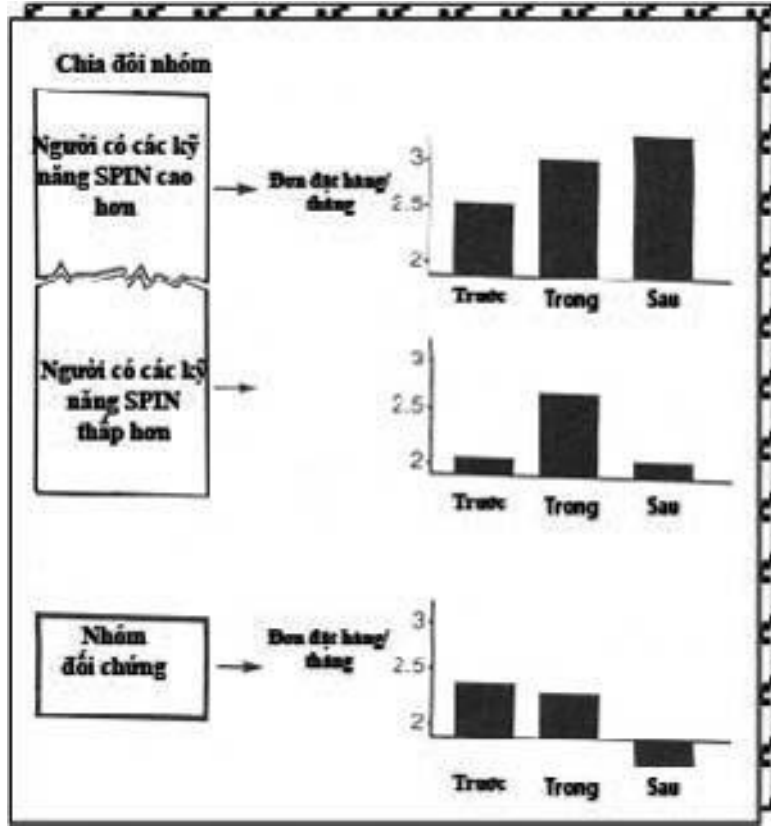 Chia đôi nhóm
Người có các kỹ
năng SPIN cao
hơn
Đơn đặt hàng/
tháng
3
2.5
2
Trước Trong Sau
Người có các kỹ
năng SPIN
thấp hơn
3
2.5
2
Trước Trong Sau
Nhóm
đối chứng
Đơn đặt hàng/
tháng
3
2.5
2
Trước Trong Sau